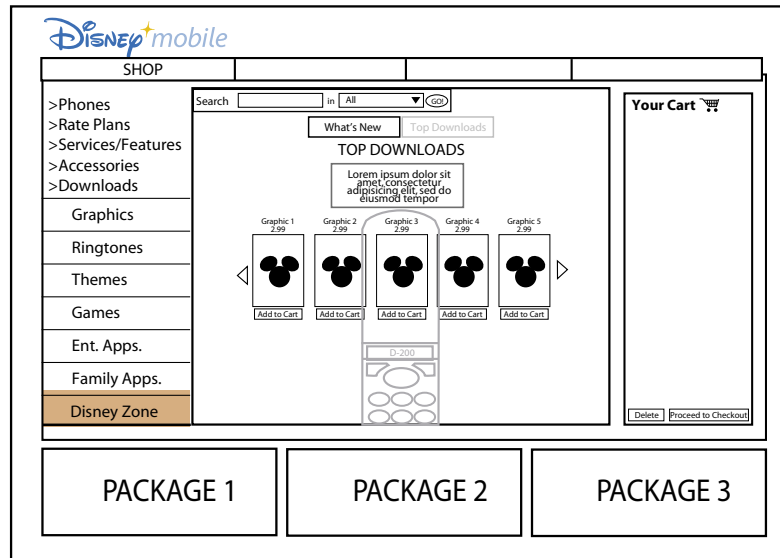 Disney mobile
SHOP
>Phones
>Rate Plans
>Services/Features
>Accessories
>Downloads
Graphics
Ringtones
Themes
Games
Ent. Apps.
Family Apps.
Disney Zone
Search in All GO!
What's New Top Downloads
TOP DOWNLOADS
Lorem ipsum dolor sit
amet, consectetur
adipisicing elit, sed do
eiusmod tempor
Graphic 1 Graphic 2 Graphic 3 Graphic 4 Graphic 5
2.99 2.99 2.99 2.99 2.99
Add to Cart Add to Cart Add to Cart Add to Cart Add to Cart
D-200
Your Cart
Delete Proceed to Checkout
PACKAGE 1 PACKAGE 2 PACKAGE 3